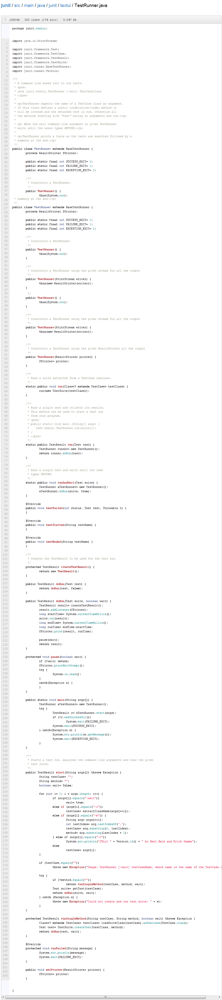 junit / src / main / java / junit / textui / TestRunner.java
100644 | 203 lines (174 sloc) | 5.047 kb
package junit.textui;
import java.io.PrintStream;
import junit.framework.Test;
import junit.framework.TestCase;
import junit.framework.TestResult;
import junit.framework.TestSuite;
import junit.runner.BaseTestRunner;
import junit.runner.Version;
/**
 * A command line based tool to run tests.
 * <pre>
 * java junit.textui.TestRunner [-wait] TestCaseClass
 * </pre>
 *
 * <p>TestRunner expects the name of a TestCase class as argument.
 * If this class defines a static <code>suite</code> method it
 * will be invoked and the returned test is run. Otherwise all
 * the methods starting with "test" having no arguments are run.</p>
 *
 * <p> When the wait command line argument is given TestRunner
 * waits until the users types RETURN.</p>
 *
 * <p>TestRunner prints a trace as the tests are executed followed by a
 * summary at the end.</p>
 */
public class TestRunner extends BaseTestRunner {
private ResultPrinter fPrinter;
public static final int SUCCESS_EXIT= 0;
public static final int FAILURE_EXIT= 1;
public static final int EXCEPTION_EXIT= 2;
/**
 * Constructs a TestRunner.
 */
public TestRunner() {
this(System.out);
 * summary at the end.</p>
 */
public class TestRunner extends BaseTestRunner {
private ResultPrinter fPrinter;
public static final int SUCCESS_EXIT= 0;
public static final int FAILURE_EXIT= 1;
public static final int EXCEPTION_EXIT= 2;
/**
 * Constructs a TestRunner.
 */
public TestRunner() {
this(System.out);
}
/**
 * Constructs a TestRunner using the given stream for all the output
 */
public TestRunner(PrintStream writer) {
this(new ResultPrinter(writer));
}
 */
public TestRunner() {
this(System.out);
}
/**
 * Constructs a TestRunner using the given stream for all the output
 */
public TestRunner(PrintStream writer) {
this(new ResultPrinter(writer));
}
/**
 * Constructs a TestRunner using the given ResultPrinter all the output
 */
public TestRunner(ResultPrinter printer) {
fPrinter= printer;
}
/**
 * Runs a suite extracted from a TestCase subclass.
 */
static public void run(Class<? extends TestCase> testClass) {
run(new TestSuite(testClass));
}
/**
 * Runs a single test and collects its results.
 * This method can be used to start a test run
 * from your program.
 * <pre>
 * public static void main (String[] args) {
 *    test.textui.TestRunner.run(suite());
 * }
 * </pre>
 */
static public TestResult run(Test test) {
TestRunner runner= new TestRunner();
return runner.doRun(test);
}
/**
 * Runs a single test and waits until the user
 * types RETURN.
 */
static public void runAndWait(Test suite) {
TestRunner aTestRunner= new TestRunner();
aTestRunner.doRun(suite, true);
}
@Override
public void testFailed(int status, Test test, Throwable t) {
}
@Override
public void testStarted(String testName) {
}
@Override
public void testEnded(String testName) {
}
/**
 * Creates the TestResult to be used for the test run.
 */
protected TestResult createTestResult() {
return new TestResult();
}
public TestResult doRun(Test test) {
return doRun(test, false);
}
public TestResult doRun(Test suite, boolean wait) {
TestResult result= createTestResult();
result.addListener(fPrinter);
long startTime= System.currentTimeMillis();
suite.run(result);
long endTime= System.currentTimeMillis();
long runTime= endTime-startTime;
fPrinter.print(result, runTime);
pause(wait);
return result;
}
protected void pause(boolean wait) {
if (!wait) return;
fPrinter.printWaitPrompt();
try {
System.in.read();
}
catch(Exception e) {
}
}
public static void main(String args[]) {
TestRunner aTestRunner= new TestRunner();
try {
TestResult r= aTestRunner.start(args);
if (!r.wasSuccessful())
System.exit(FAILURE_EXIT);
System.exit(SUCCESS_EXIT);
} catch(Exception e) {
System.err.println(e.getMessage());
System.exit(EXCEPTION_EXIT);
}
}
/**
 * Starts a test run. Analyzes the command line arguments and runs the given
 * test suite.
 */
public TestResult start(String args[]) throws Exception {
String testCase= "";
String method= "";
boolean wait= false;
for (int i= 0; i < args.length; i++) {
if (args[i].equals("-wait"))
wait= true;
else if (args[i].equals("-c"))
testCase= extractClassName(args[++i]);
else if (args[i].equals("-m")) {
String arg= args[++i];
int lastIndex= arg.lastIndexOf('.');
testCase= arg.substring(0, lastIndex);
method= arg.substring(lastIndex + 1);
} else if (args[i].equals("-v"))
System.err.println("JUnit " + Version.id() + " by Kent Beck and Erich Gamma");
else
testCase= args[i];
}
if (testCase.equals(""))
throw new Exception("Usage: TestRunner [-wait] testCaseName, where name is the name of the TestCase
try {
if (!method.equals(""))
return runSingleMethod(testCase, method, wait);
Test suite= getTest(testCase);
return doRun(suite, wait);
} catch (Exception e) {
throw new Exception("Could not create and run test suite: " + e);
}
}
protected TestResult runSingleMethod(String testCase, String method, boolean wait) throws Exception {
Class<? extends TestCase> testClass= loadSuiteClass(testCase).asSubclass(TestCase.class);
Test test= TestSuite.createTest(testClass, method);
return doRun(test, wait);
}
@Override
protected void runFailed(String message) {
System.err.println(message);
System.exit(FAILURE_EXIT);
}
public void setPrinter(ResultPrinter printer) {
fPrinter= printer;
}
}